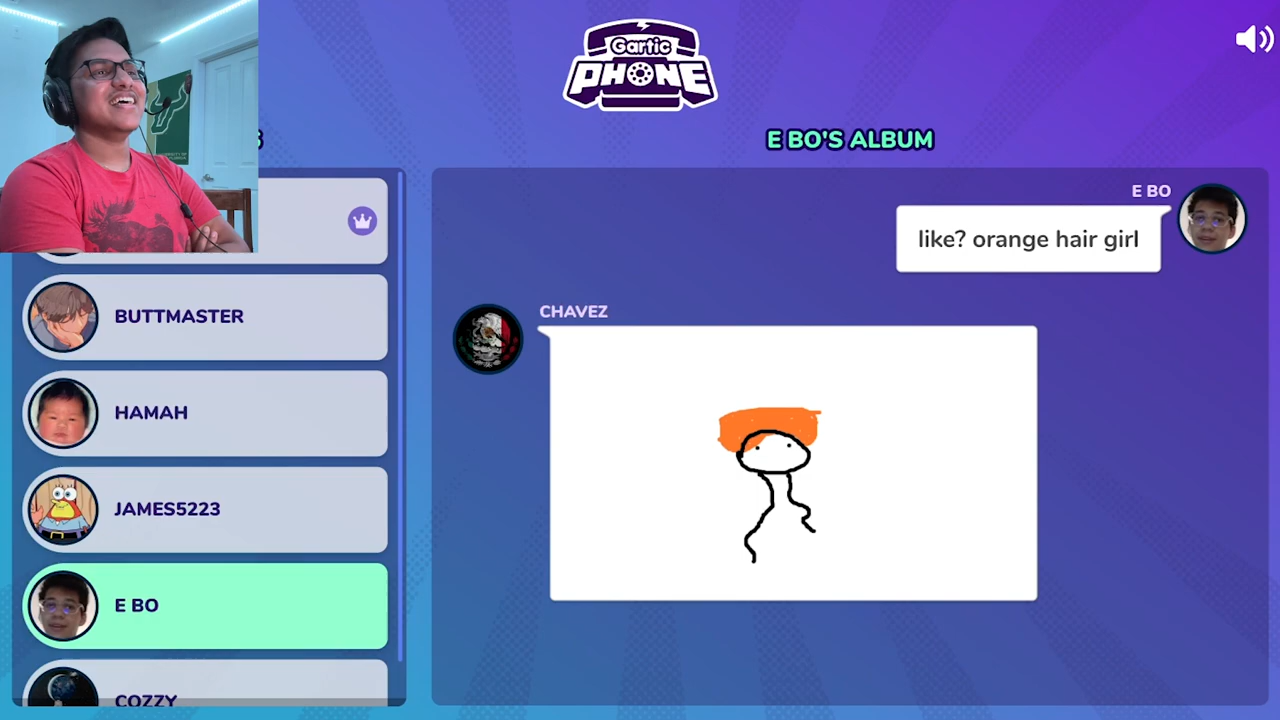 Gartic
PHONE
E BO'S ALBUM
E BO
like? orange hair girl
CHAVEZ
BUTTMASTER
HAMAH
JAMES5223
E BO
COZZY